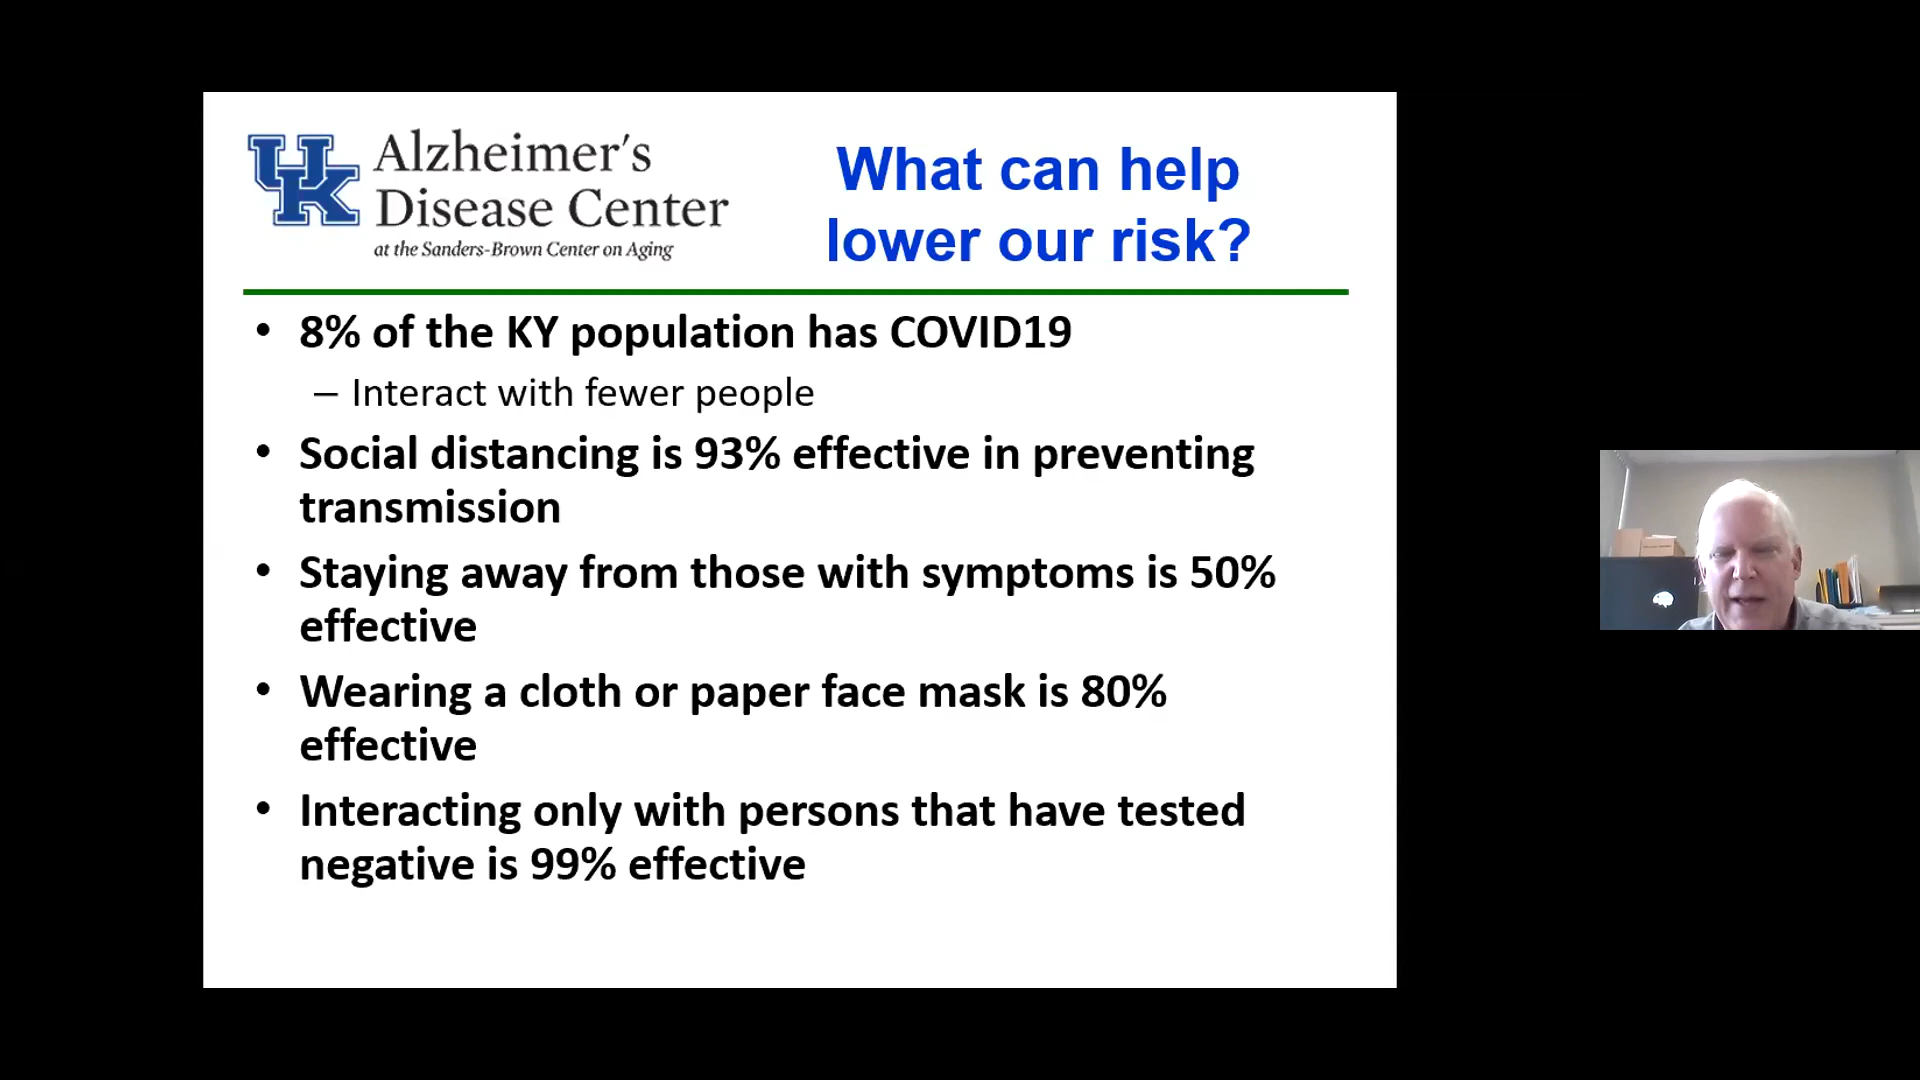 UK
Alzheimer's
Disease Center
at the Sanders-Brown Center on Aging
What can help
lower our risk?
• 8% of the KY population has COVID19
– Interact with fewer people
• Social distancing is 93% effective in preventing
transmission
• Staying away from those with symptoms is 50%
effective
• Wearing a cloth or paper face mask is 80%
effective
• Interacting only with persons that have tested
negative is 99% effective